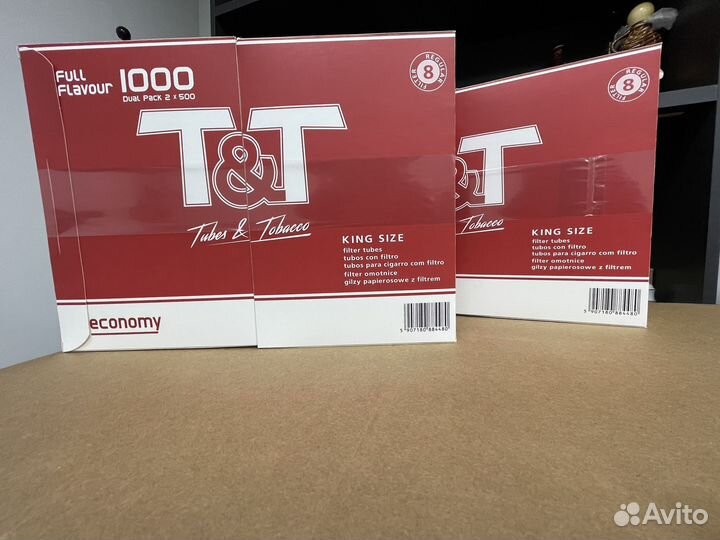 Full
flavour 1000
Dual Pack 2 x 500
T&T
Tubes & Tobacco
economy
REGULAR
8
FILTER
KING SIZE
filter tubes
tubos con filtro
tubos para cigarro com filtro
filter omotnice
gilzy papierosowe z filtrem
5 907180 884480
REGULAR
8
FILTER
T&T
Tobacco
KING SIZE
filter tubes
tubos con filtro
tubos para cigarro com filtro
filter omotnice
gilzy papierosowe z filtrem
5 907180 884480
Avito